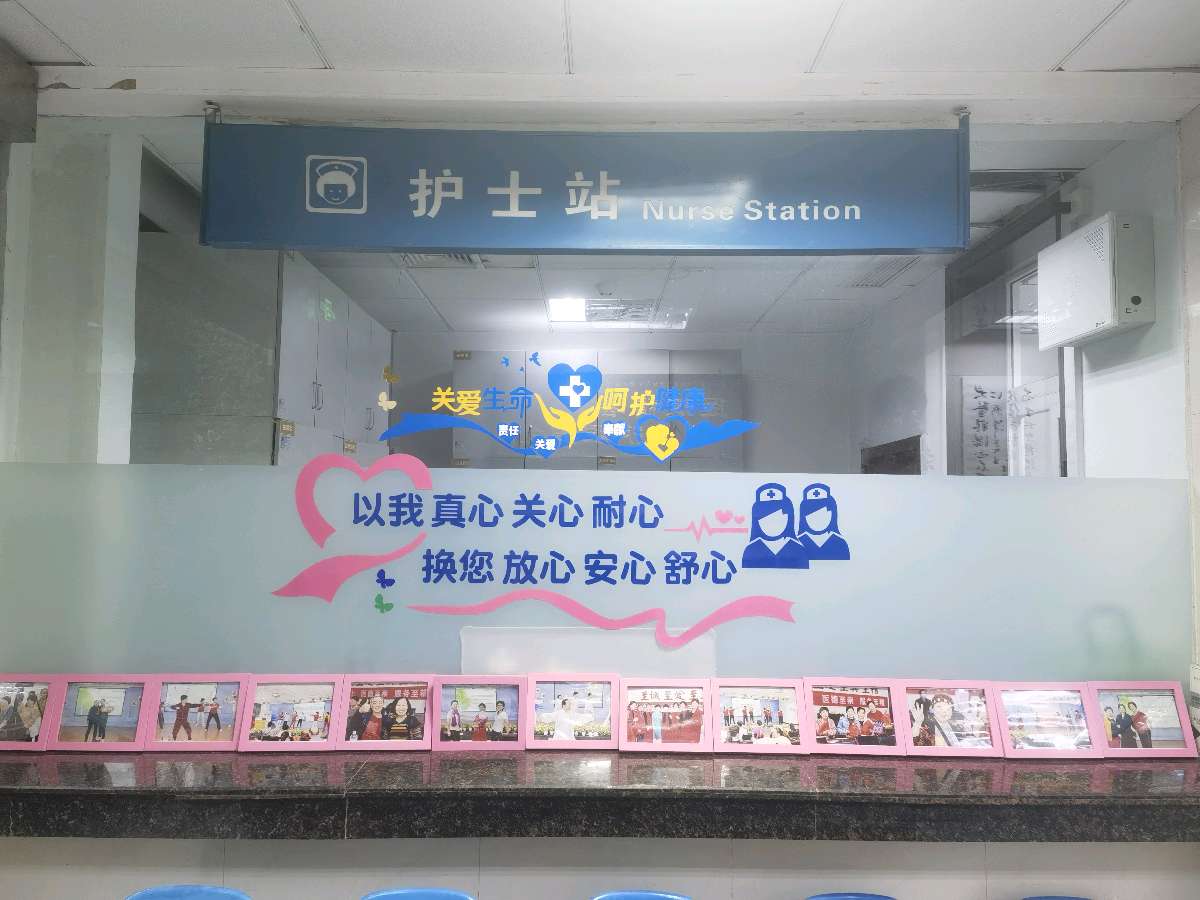 护士站 Nurse Station
关爱生命 呵护健康
责任 关爱 奉献
以我 真心 关心 耐心
换您 放心 安心 舒心